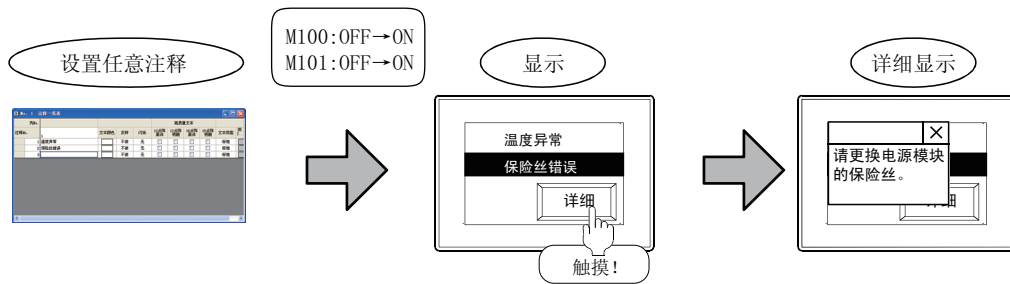 设置任意注释
M100:OFF→ON
M101:OFF→ON
显示
详细显示
温度异常
保险丝错误
详细
触摸!
请更换电源模块
的保险丝。
温度异常
保险丝错误